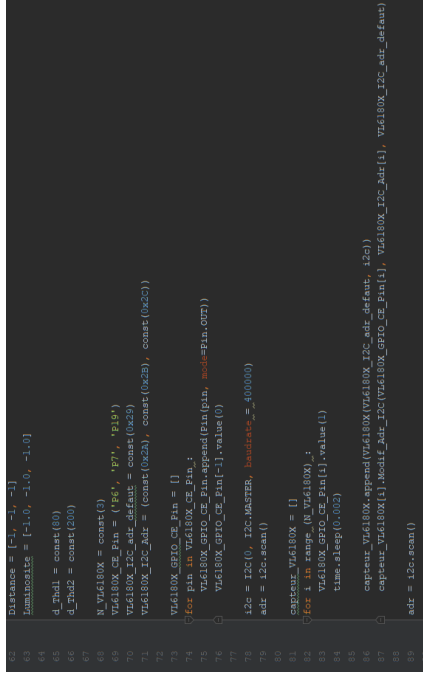 62 Distance = [-1, -1, -1]
63 Luminosite = [-1.0, -1.0, -1.0]
64
65 d_Thd1 = const(80)
66 d_Thd2 = const(200)
67
68 N_VL6180X = const(3)
69 VL6180X_CE_Pin = ('P6', 'P7', 'P19')
70 VL6180X_I2C_adr_defaut = const(0x29)
71 VL6180X_I2C_Adr = (const(0x2A), const(0x2B), const(0x2C))
72
73 VL6180X_GPIO_CE_Pin = []
74 for pin in VL6180X_CE_Pin :
75 VL6180X_GPIO_CE_Pin.append(Pin(pin, mode=Pin.OUT))
76 VL6180X_GPIO_CE_Pin[-1].value(0)
77
78 i2c = I2C(0, I2C.MASTER, baudrate = 400000)
79 adr = i2c.scan()
80
81 capteur_VL6180X = []
82 for i in range (N_VL6180X) :
83 VL6180X_GPIO_CE_Pin[i].value(1)
84 time.sleep(0.002)
85
86 capteur_VL6180X.append(VL6180X(VL6180X_I2C_adr_defaut, i2c))
87 capteur_VL6180X[i].Modif_Adr_I2C(VL6180X_GPIO_CE_Pin[i], VL6180X_I2C_Adr[i], VL6180X_I2C_adr_defaut)
88
89 adr = i2c.scan()